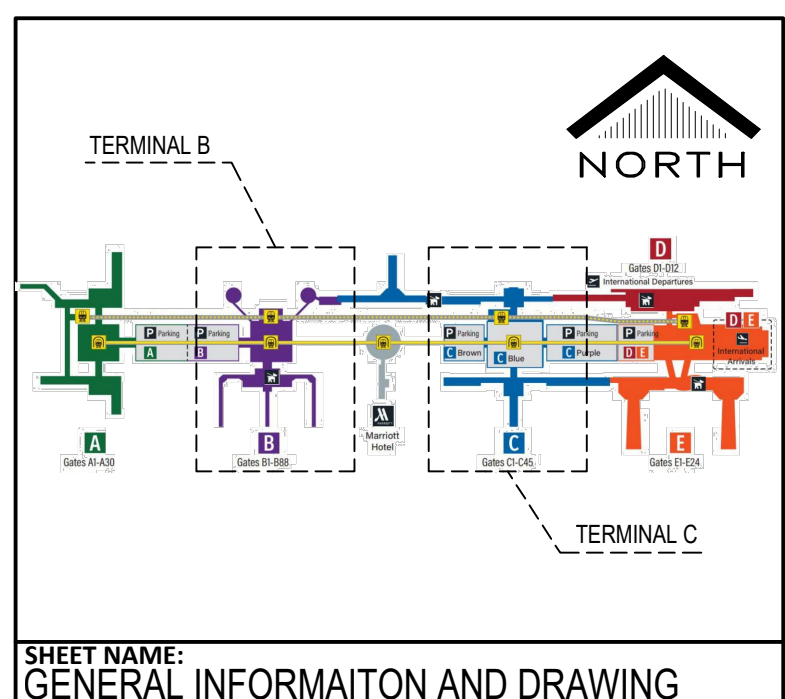 NORTH
TERMINAL B
D
Gates D1-D12
International Departures
P Parking
A
P Parking
B
P Parking
C Brown
C Blue
P Parking
C Purple
P Parking
D E
D E
International
Arrivals
A
Gates A1-A30
B
Gates B1-B88
MARRIOTT
Marriott
Hotel
C
Gates C1-C45
E
Gates E1-E24
TERMINAL C
SHEET NAME:
GENERAL INFORMAITON AND DRAWING